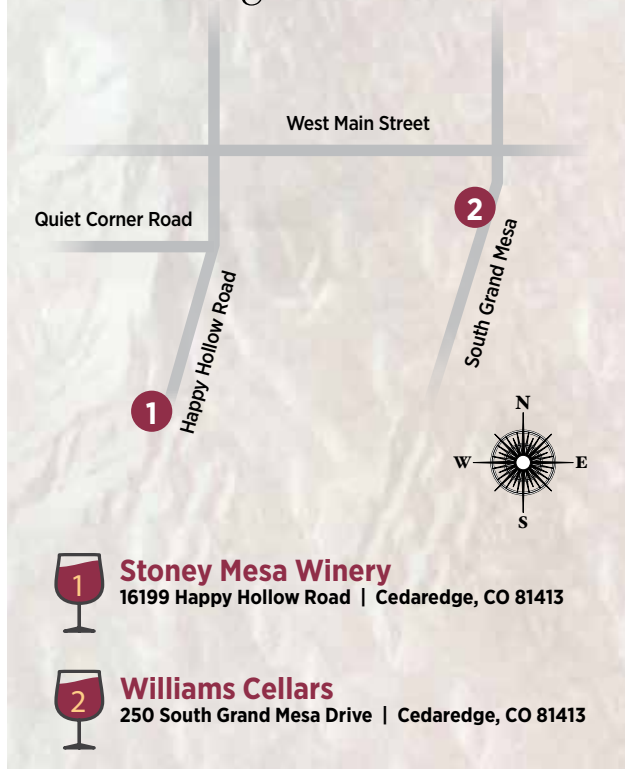 West Main Street
2
Quiet Corner Road
South Grand Mesa
Happy Hollow Road
1
N
W E
S
1
Stoney Mesa Winery
16199 Happy Hollow Road | Cedaredge, CO 81413
2
Williams Cellars
250 South Grand Mesa Drive | Cedaredge, CO 81413